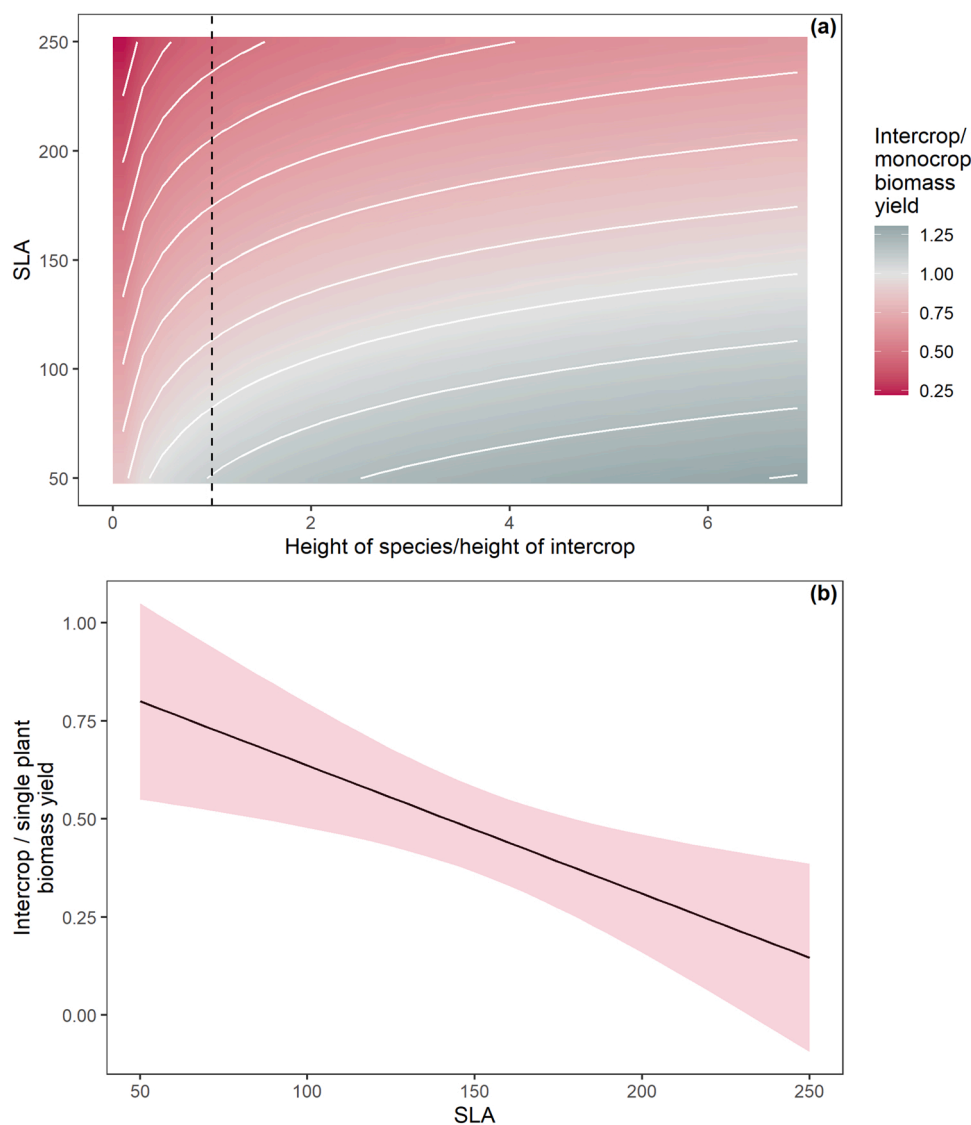 (a)
250
200
150
100
50
SLA
0
2
4
6
Height of species/height of intercrop
Intercrop/
monocrop
biomass
yield
1.25
1.00
0.75
0.50
0.25
(b)
1.00
0.75
0.50
0.25
0.00
Intercrop / single plant
biomass yield
50
100
150
200
250
SLA